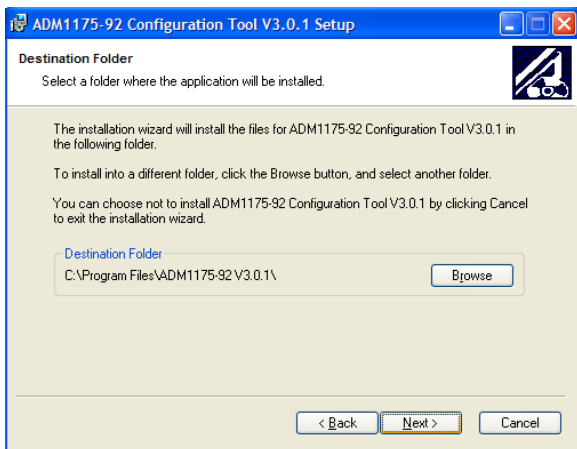 ADM1175-92 Configuration Tool V3.0.1 Setup
Destination Folder
Select a folder where the application will be installed.
The installation wizard will install the files for ADM1175-92 Configuration Tool V3.0.1 in
the following folder.
To install into a different folder, click the Browse button, and select another folder.
You can choose not to install ADM1175-92 Configuration Tool V3.0.1 by clicking Cancel
to exit the installation wizard.
Destination Folder
C:\Program Files\ADM1175-92 V3.0.1\
Browse
< Back Next > Cancel